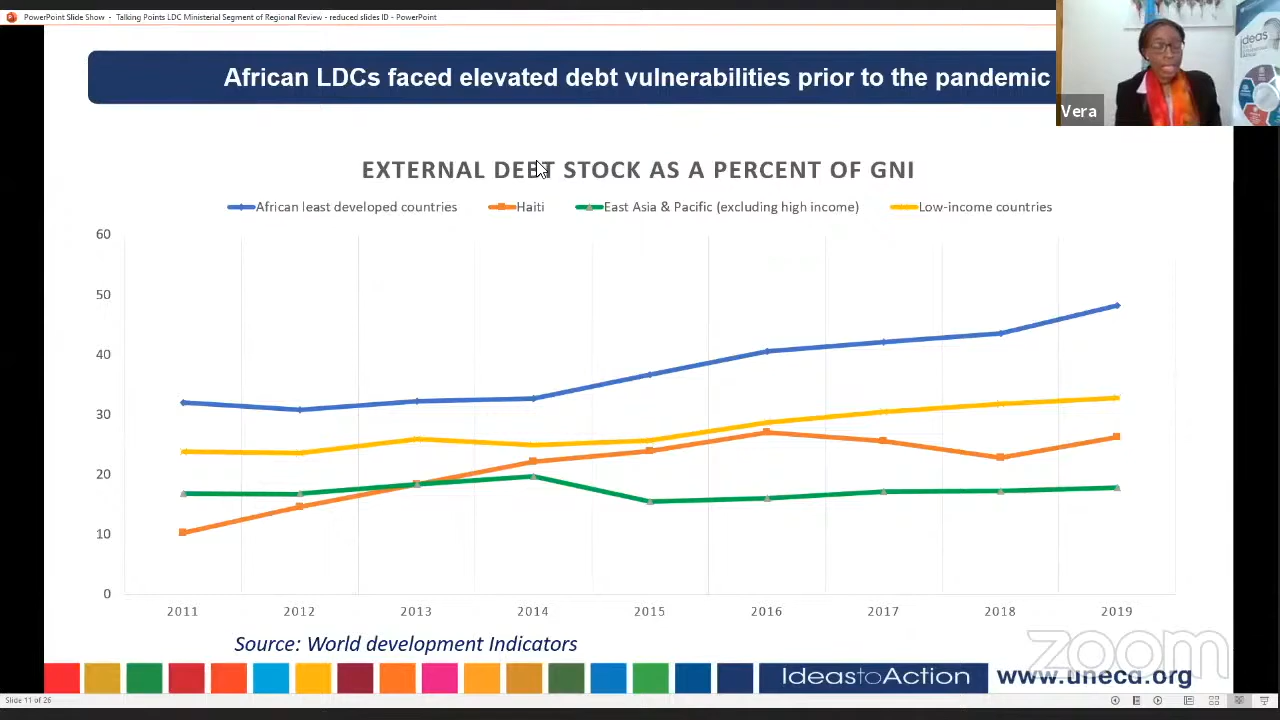 PowerPoint Slide Show - Talking Points LDC Ministerial Segment of Regional Review - reduced slides ID - PowerPoint
African LDCs faced elevated debt vulnerabilities prior to the pandemic
ideas
Vera
EXTERNAL DEBT STOCK AS A PERCENT OF GNI
African least developed countries Haiti East Asia & Pacific (excluding high income) Low-income countries
60
50
40
30
20
10
0
2011 2012 2013 2014 2015 2016 2017 2018 2019
Source: World development Indicators
zoom
IdeastoAction www.uneca.org
Slide 11 of 26